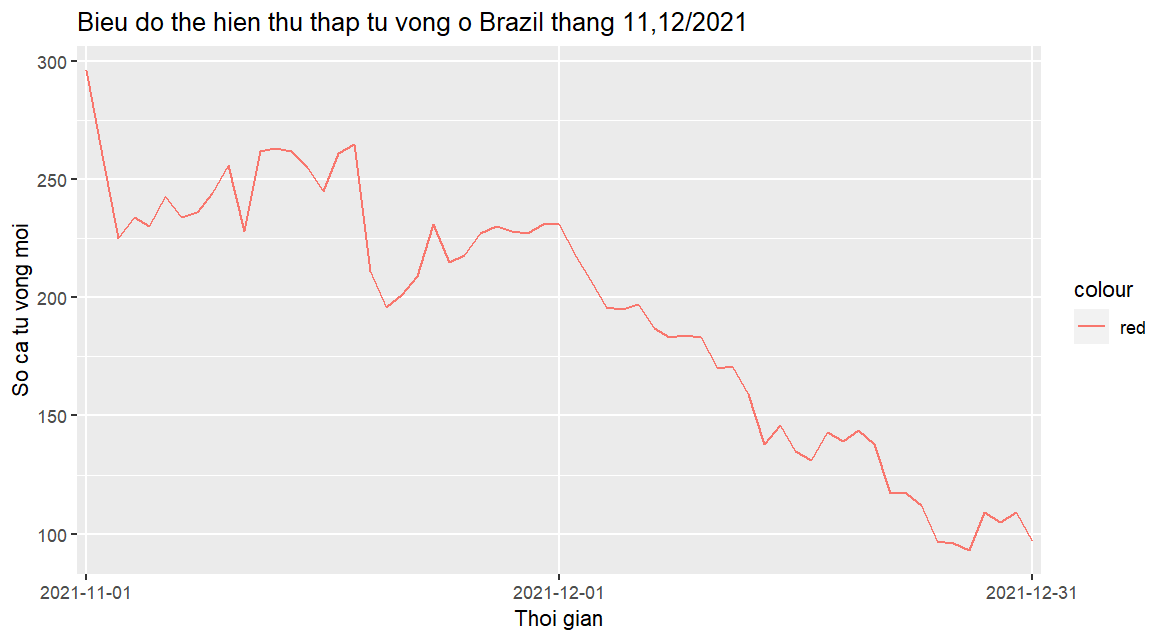 Bieu do the hien thu thap tu vong o Brazil thang 11,12/2021
300
250
200
150
100
So ca tu vong moi
2021-11-01
2021-12-01
2021-12-31
Thoi gian
colour
red